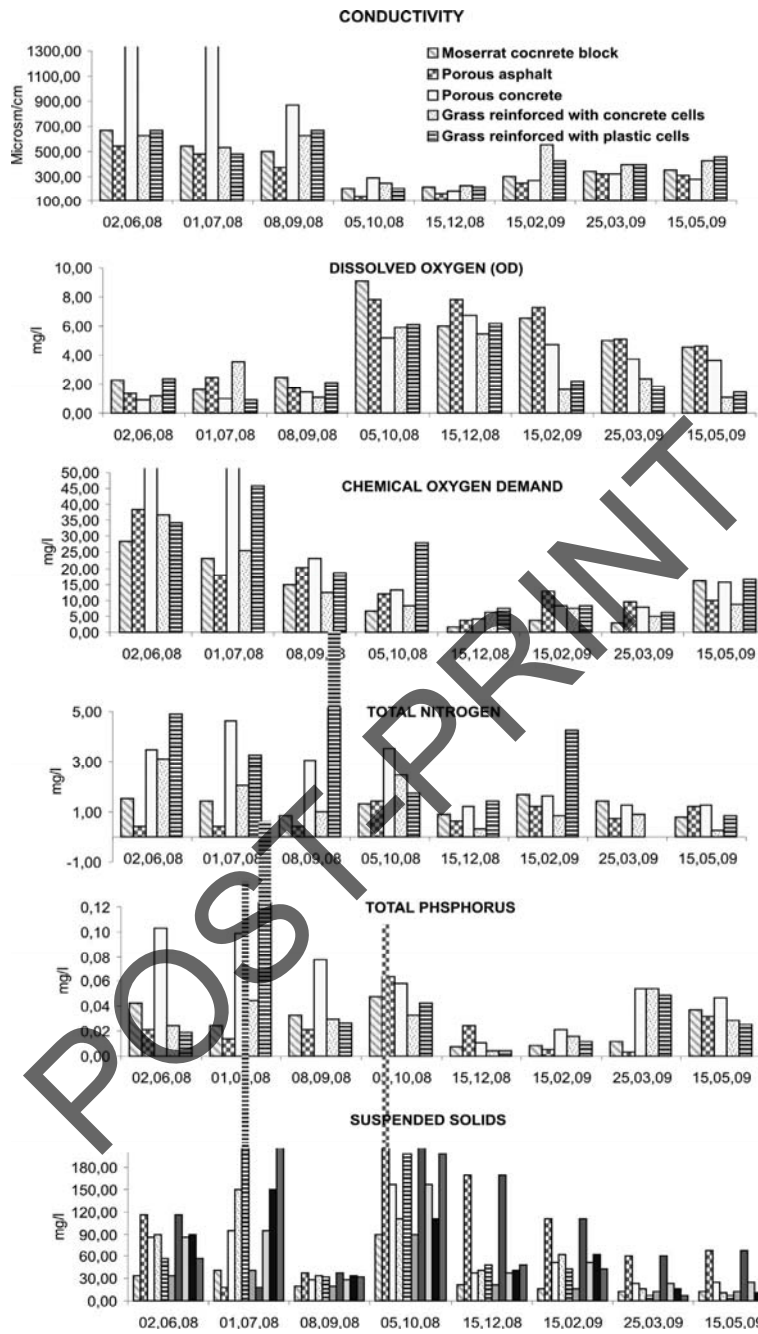 CONDUCTIVITY
1300,00
1100,00
900,00
700,00
500,00
300,00
100,00
Microsm/cm
Moserrat cocnrete block
Porous asphalt
Porous concrete
Grass reinforced with concrete cells
Grass reinforced with plastic cells
02,06,08 01,07,08 08,09,08 05,10,08 15,12,08 15,02,09 25,03,09 15,05,09
DISSOLVED OXYGEN (OD)
10,00
8,00
6,00
4,00
2,00
0,00
mg/l
02,06,08 01,07,08 08,09,08 05,10,08 15,12,08 15,02,09 25,03,09 15,05,09
CHEMICAL OXYGEN DEMAND
50,00
45,00
40,00
35,00
30,00
25,00
20,00
15,00
10,00
5,00
0,00
mg/l
02,06,08 01,07,08 08,09,08 05,10,08 15,12,08 15,02,09 25,03,09 15,05,09
TOTAL NITROGEN
5,00
3,00
1,00
-1,00
mg/l
02,06,08 01,07,08 08,09,08 05,10,08 15,12,08 15,02,09 25,03,09 15,05,09
TOTAL PHSPHORUS
0,12
0,10
0,08
0,06
0,04
0,02
0,00
mg/l
02,06,08 01,07,08 08,09,08 05,10,08 15,12,08 15,02,09 25,03,09 15,05,09
SUSPENDED SOLIDS
180,00
150,00
120,00
90,00
60,00
30,00
0,00
mg/l
02,06,08 01,07,08 08,09,08 05,10,08 15,12,08 15,02,09 25,03,09 15,05,09
POST-PRINT